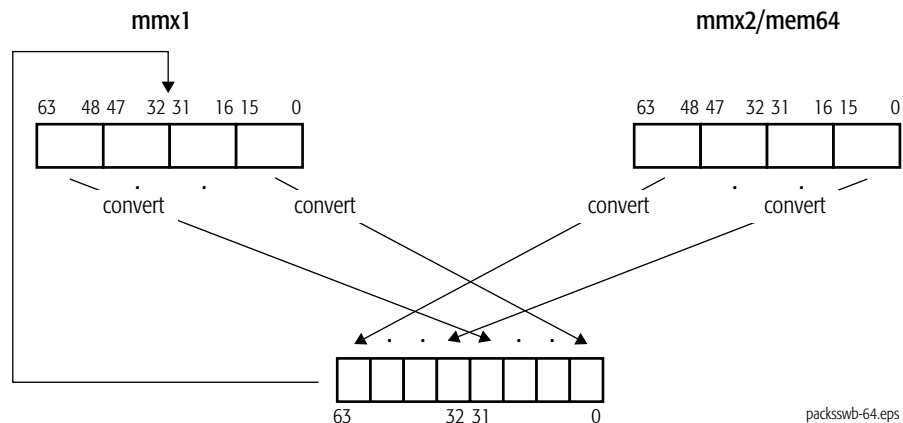 mmx1 mmx2/mem64
63 48 47 32 31 16 15 0 63 48 47 32 31 16 15 0
. . . .
convert convert convert convert
. . . .
63 32 31 0
packsswb-64.eps